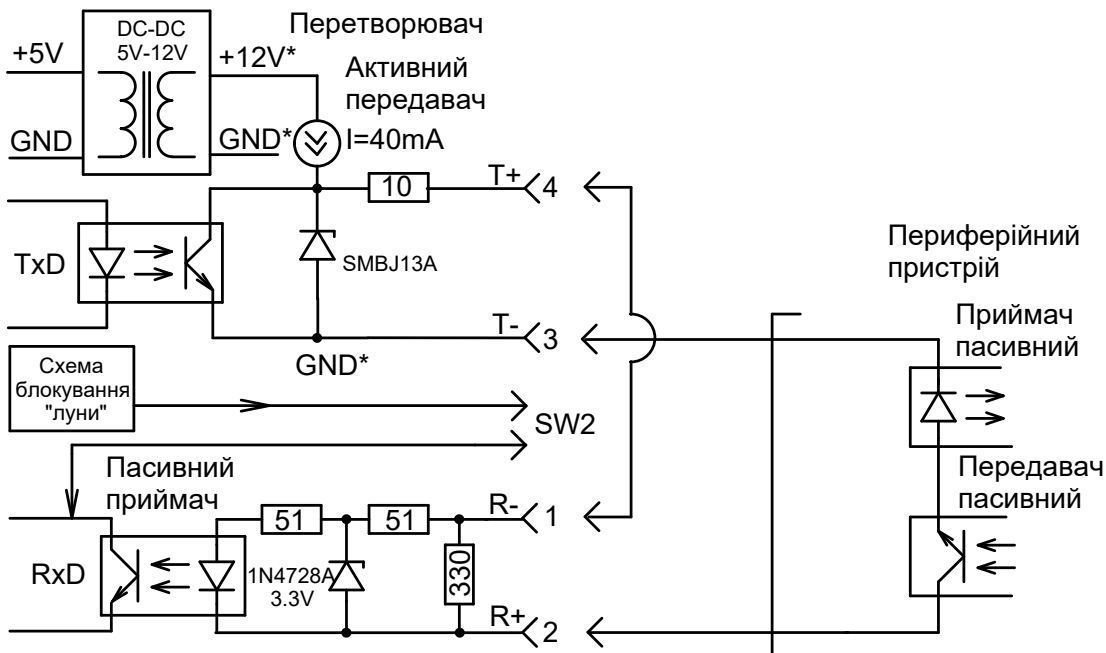 DC-DC
5V-12V
Перетворювач
+5V
+12V*
Активний
передавач
GND
GND*
I=40mA
10
T+
4
TxD
SMBJ13A
T-
3
GND*
Периферійний
пристрій
Приймач
пасивний
Схема
блокування
"луни"
SW2
Пасивний
приймач
Передавач
пасивний
51
51
R-
1
RxD
1N4728A
3.3V
330
R+
2